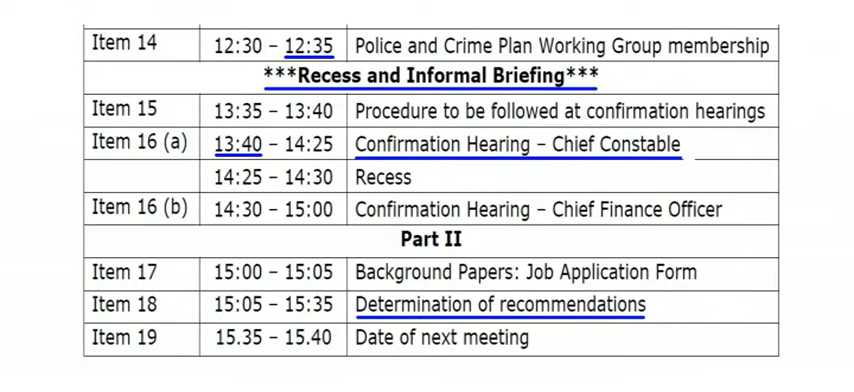 Item 14 12:30 – 12:35 Police and Crime Plan Working Group membership
***Recess and Informal Briefing***
Item 15 13:35 – 13:40 Procedure to be followed at confirmation hearings
Item 16 (a) 13:40 – 14:25 Confirmation Hearing – Chief Constable
14:25 – 14:30 Recess
Item 16 (b) 14:30 – 15:00 Confirmation Hearing – Chief Finance Officer
Part II
Item 17 15:00 – 15:05 Background Papers: Job Application Form
Item 18 15:05 – 15:35 Determination of recommendations
Item 19 15.35 – 15.40 Date of next meeting